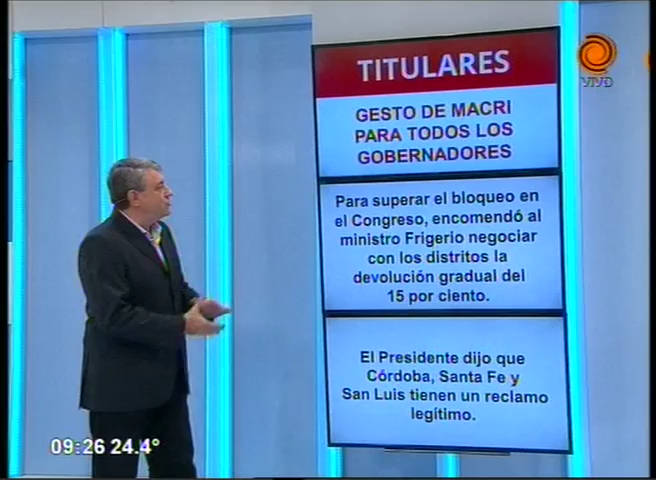 TITULARES
GESTO DE MACRI
PARA TODOS LOS
GOBERNADORES
Para superar el bloqueo en
el Congreso, encomendó al
ministro Frigerio negociar
con los distritos la
devolución gradual del
15 por ciento.
El Presidente dijo que
Córdoba, Santa Fe y
San Luis tienen un reclamo
legítimo.
VIVO
09:26 24.4°